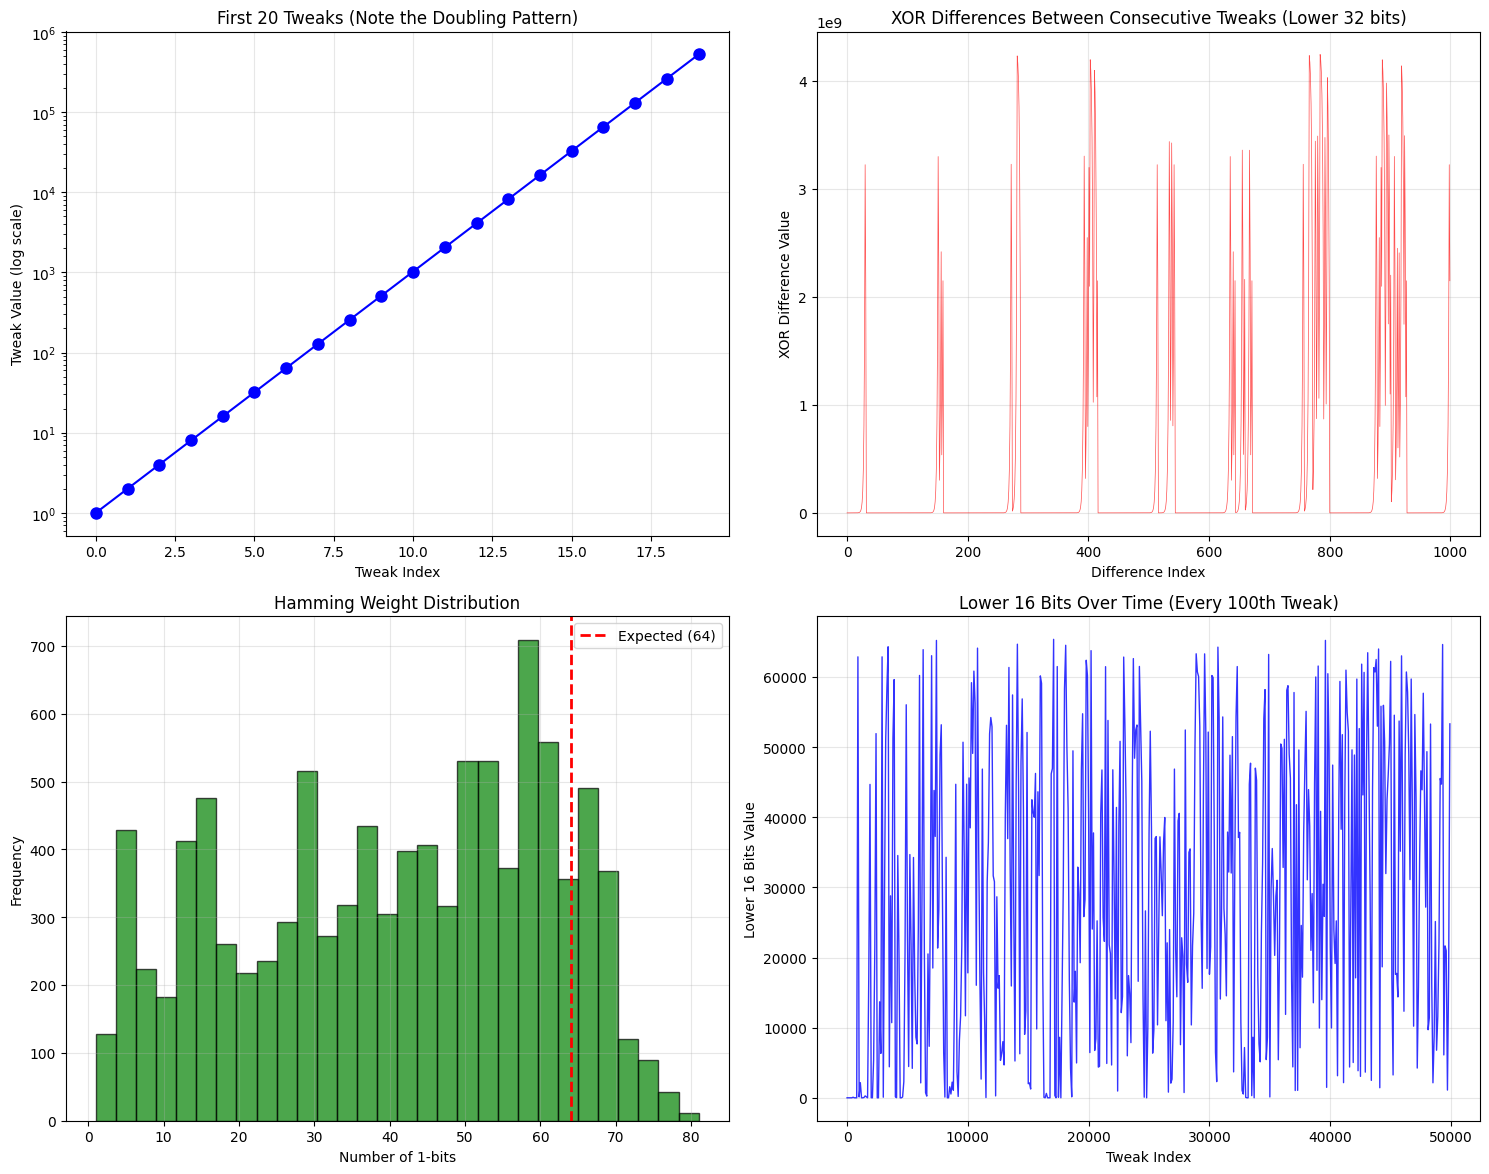 First 20 Tweaks (Note the Doubling Pattern)
10^6
10^5
10^4
10^3
10^2
10^1
10^0
Tweak Value (log scale)
0.0 2.5 5.0 7.5 10.0 12.5 15.0 17.5
Tweak Index
XOR Differences Between Consecutive Tweaks (Lower 32 bits)
1e9
4
3
2
1
0
XOR Difference Value
0 200 400 600 800 1000
Difference Index
Hamming Weight Distribution
Expected (64)
700
600
500
400
300
200
100
0
Frequency
0 10 20 30 40 50 60 70 80
Number of 1-bits
Lower 16 Bits Over Time (Every 100th Tweak)
60000
50000
40000
30000
20000
10000
0
Lower 16 Bits Value
0 10000 20000 30000 40000 50000
Tweak Index